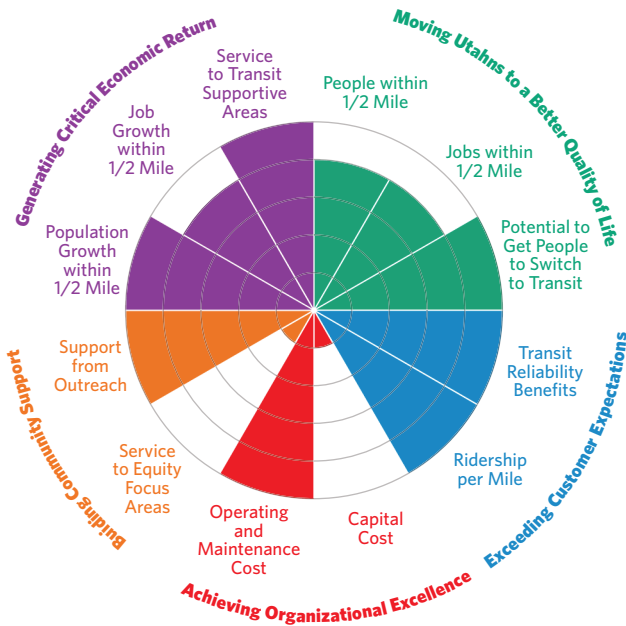 Moving Utahns to a Better Quality of Life
People within
1/2 Mile
Jobs within
1/2 Mile
Potential to
Get People
to Switch
to Transit
Exceeding Customer Expectations
Transit
Reliability
Benefits
Ridership
per Mile
Achieving Organizational Excellence
Capital
Cost
Operating
and
Maintenance
Cost
Buiding Community Support
Service
to Equity
Focus
Areas
Support
from
Outreach
Generating Critical Economic Return
Population
Growth
within
1/2 Mile
Job
Growth
within
1/2 Mile
Service
to Transit
Supportive
Areas